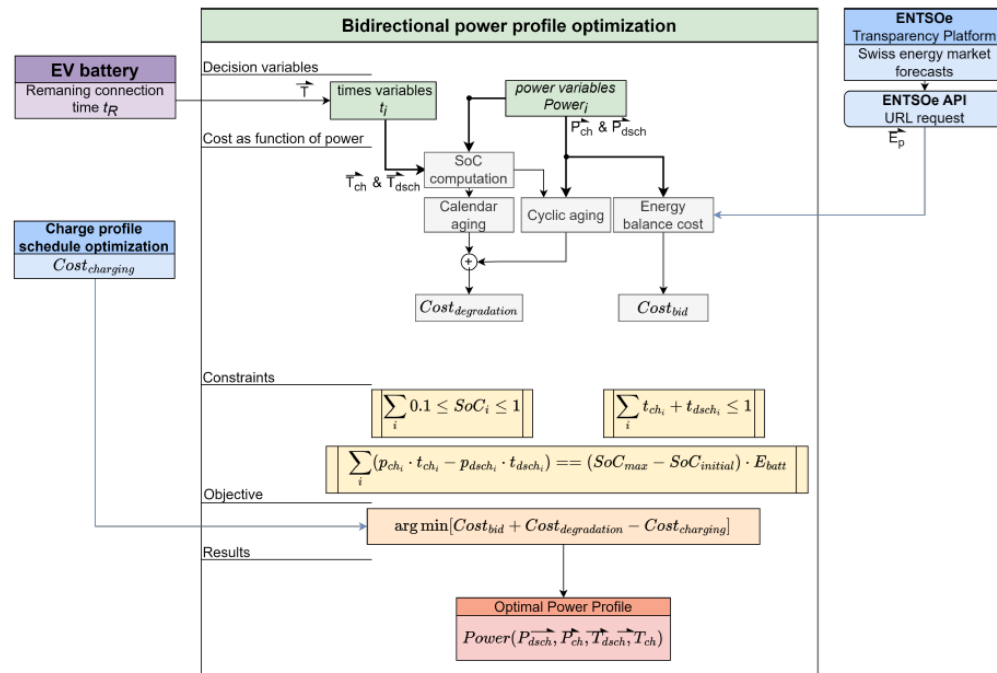 Bidirectional power profile optimization
ENTSOe
Transparency Platform
Swiss energy market
forecasts
ENTSOe API
URL request
E_p
EV battery
Remaning connection
time t_R
T
Decision variables
times variables
t_i
power variables
Power_i
P_ch & P_dsch
Cost as function of power
T_ch & T_dsch
SoC
computation
Calendar
aging
Cyclic aging
Energy
balance cost
+
Cost_degradation
Cost_bid
Charge profile
schedule optimization
Cost_charging
Constraints
∑_i 0.1 ≤ SoC_i ≤ 1
∑_i t_ch_i + t_dsch_i ≤ 1
∑_i (p_ch_i · t_ch_i − p_dsch_i · t_dsch_i) == (SoC_max − SoC_initial) · E_batt
Objective
arg min[Cost_bid + Cost_degradation − Cost_charging]
Results
Optimal Power Profile
Power(P_dsch, P_ch, T_dsch, T_ch)